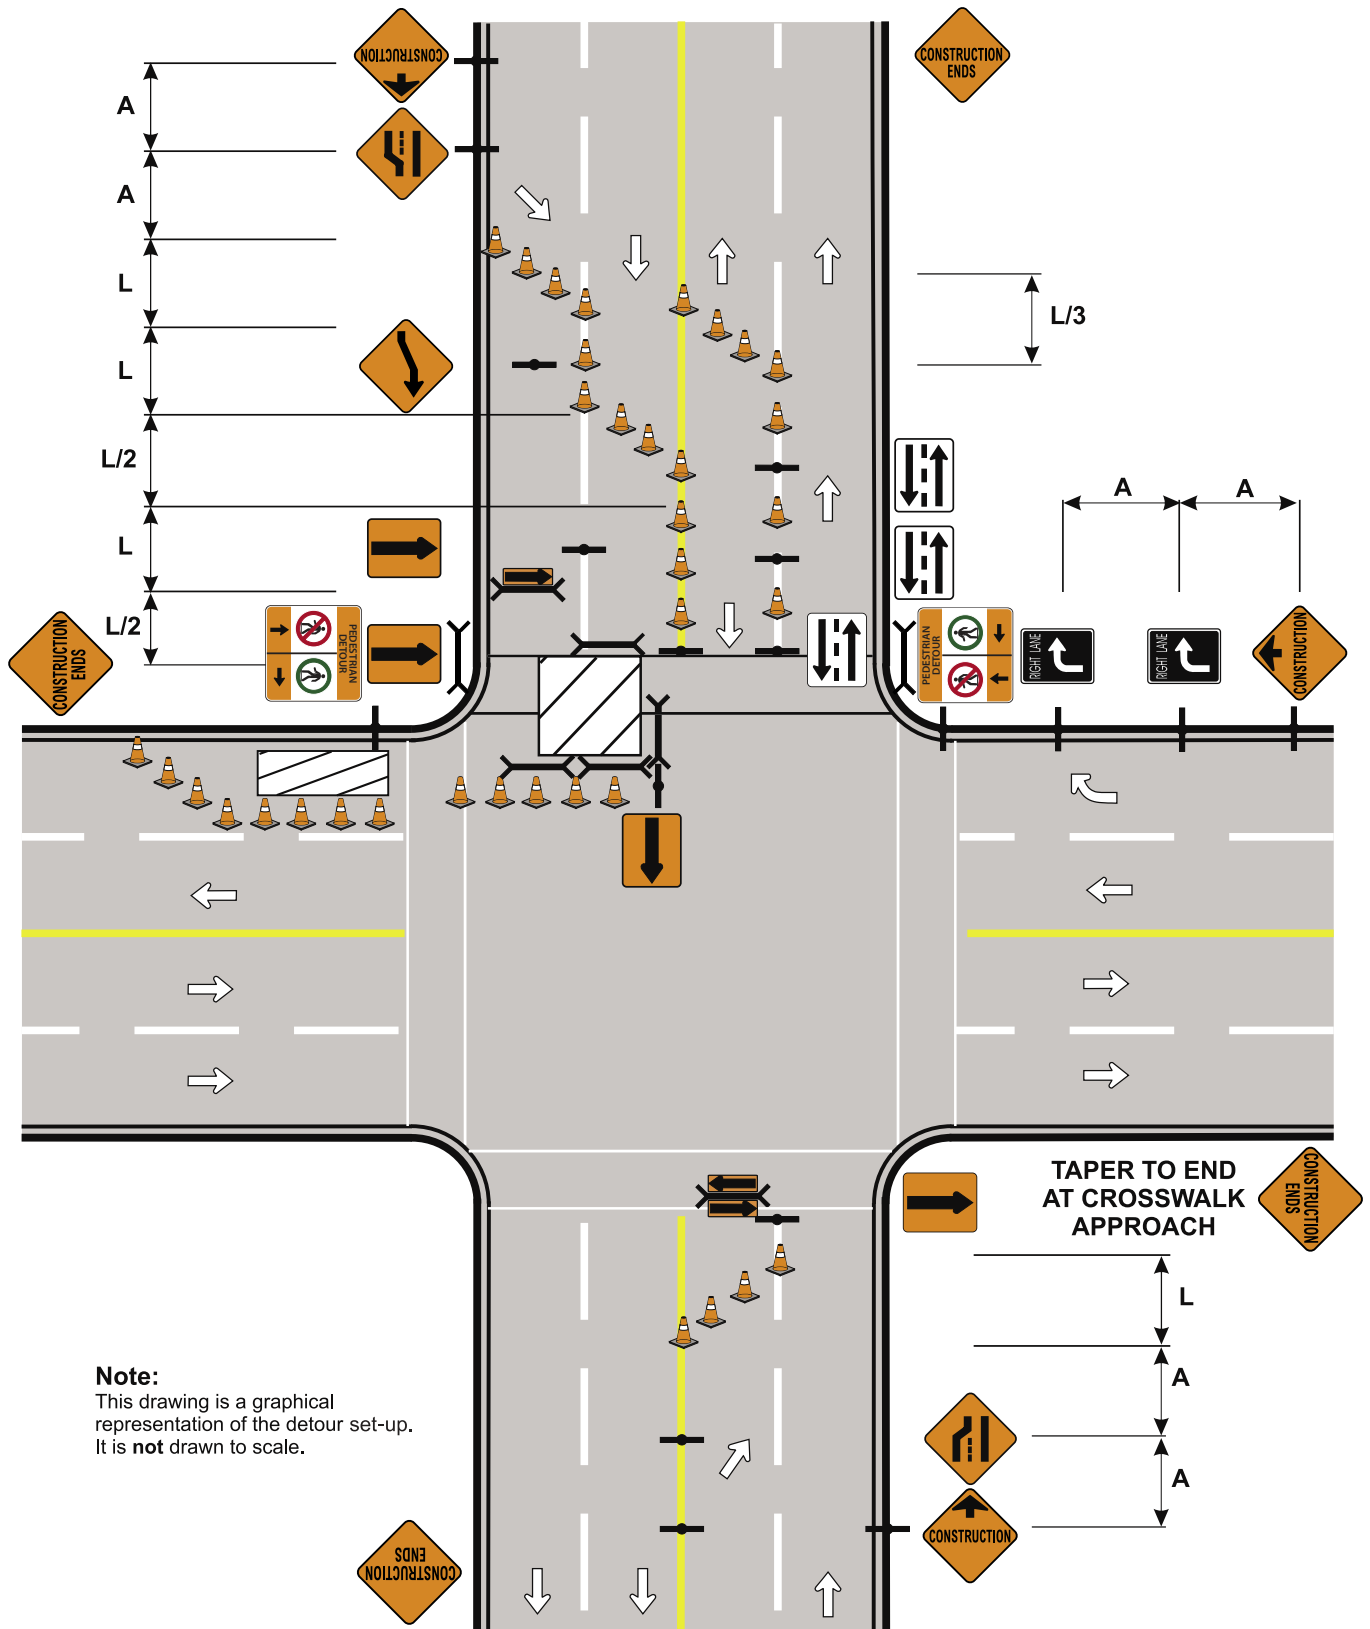 CONSTRUCTION
CONSTRUCTION
ENDS
A
A
L
L
L/3
L/2
A
A
L
L/2
CONSTRUCTION
ENDS
PEDESTRIAN
DETOUR
PEDESTRIAN
DETOUR
RIGHT LANE
RIGHT LANE
CONSTRUCTION
TAPER TO END
AT CROSSWALK
APPROACH
CONSTRUCTION
ENDS
L
A
A
Note:
This drawing is a graphical
representation of the detour set-up.
It is not drawn to scale.
CONSTRUCTION
CONSTRUCTION
ENDS